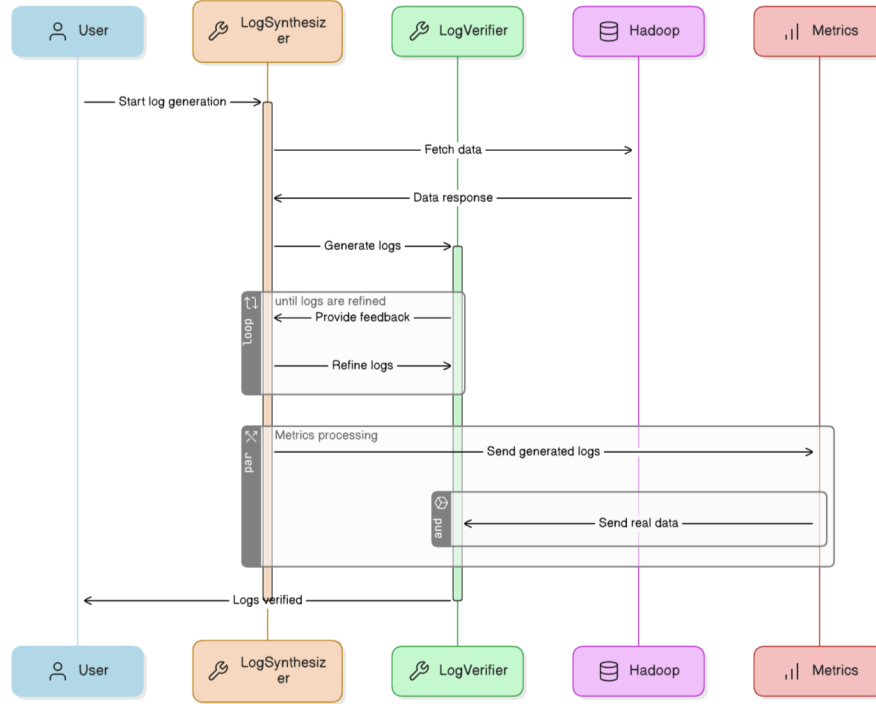 User
LogSynthesiz
er
LogVerifier
Hadoop
Metrics
Start log generation
Fetch data
Data response
Generate logs
loop
until logs are refined
Provide feedback
Refine logs
par
Metrics processing
Send generated logs
and
Send real data
Logs verified
User
LogSynthesiz
er
LogVerifier
Hadoop
Metrics